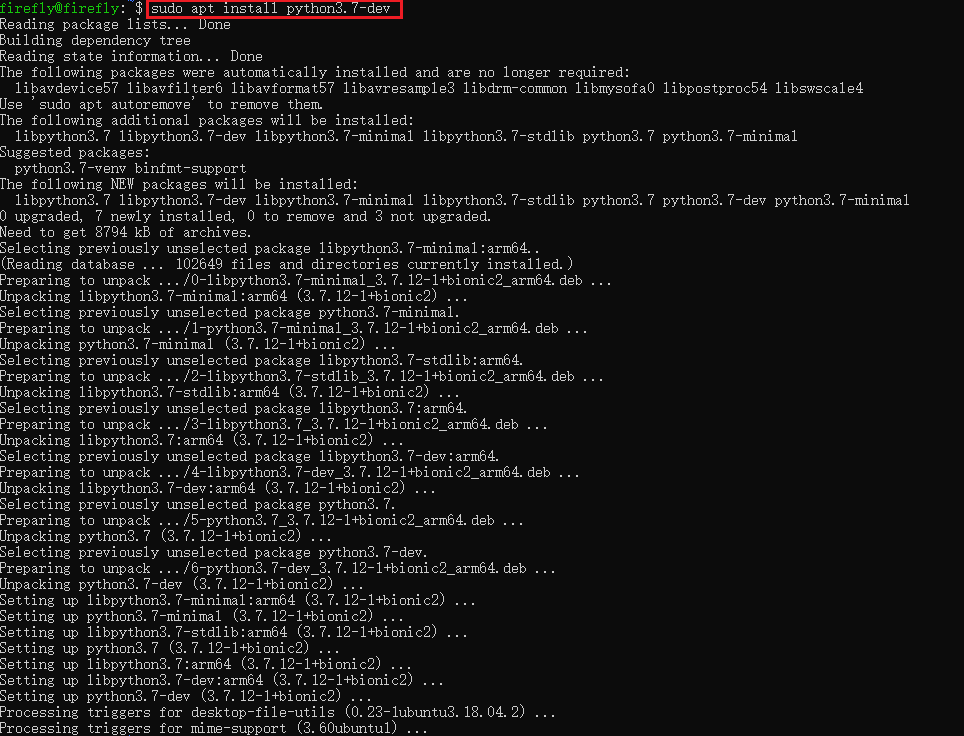 firefly@firefly:~$ sudo apt install python3.7-dev
Reading package lists... Done
Building dependency tree
Reading state information... Done
The following packages were automatically installed and are no longer required:
  libavdevice57 libavfilter6 libavformat57 libavresample3 libdrm-common libmysofa0 libpostproc54 libswscale4
Use 'sudo apt autoremove' to remove them.
The following additional packages will be installed:
  libpython3.7 libpython3.7-dev libpython3.7-minimal libpython3.7-stdlib python3.7 python3.7-minimal
Suggested packages:
  python3.7-venv binfmt-support
The following NEW packages will be installed:
  libpython3.7 libpython3.7-dev libpython3.7-minimal libpython3.7-stdlib python3.7 python3.7-dev python3.7-minimal
0 upgraded, 7 newly installed, 0 to remove and 3 not upgraded.
Need to get 8794 kB of archives.
Selecting previously unselected package libpython3.7-minimal:arm64..
(Reading database ... 102649 files and directories currently installed.)
Preparing to unpack .../0-libpython3.7-minimal_3.7.12-1+bionic2_arm64.deb ...
Unpacking libpython3.7-minimal:arm64 (3.7.12-1+bionic2) ...
Selecting previously unselected package python3.7-minimal.
Preparing to unpack .../1-python3.7-minimal_3.7.12-1+bionic2_arm64.deb ...
Unpacking python3.7-minimal (3.7.12-1+bionic2) ...
Selecting previously unselected package libpython3.7-stdlib:arm64.
Preparing to unpack .../2-libpython3.7-stdlib_3.7.12-1+bionic2_arm64.deb ...
Unpacking libpython3.7-stdlib:arm64 (3.7.12-1+bionic2) ...
Selecting previously unselected package libpython3.7:arm64.
Preparing to unpack .../3-libpython3.7_3.7.12-1+bionic2_arm64.deb ...
Unpacking libpython3.7:arm64 (3.7.12-1+bionic2) ...
Selecting previously unselected package libpython3.7-dev:arm64.
Preparing to unpack .../4-libpython3.7-dev_3.7.12-1+bionic2_arm64.deb ...
Unpacking libpython3.7-dev:arm64 (3.7.12-1+bionic2) ...
Selecting previously unselected package python3.7.
Preparing to unpack .../5-python3.7_3.7.12-1+bionic2_arm64.deb ...
Unpacking python3.7 (3.7.12-1+bionic2) ...
Selecting previously unselected package python3.7-dev.
Preparing to unpack .../6-python3.7-dev_3.7.12-1+bionic2_arm64.deb ...
Unpacking python3.7-dev (3.7.12-1+bionic2) ...
Setting up libpython3.7-minimal:arm64 (3.7.12-1+bionic2) ...
Setting up python3.7-minimal (3.7.12-1+bionic2) ...
Setting up libpython3.7-stdlib:arm64 (3.7.12-1+bionic2) ...
Setting up python3.7 (3.7.12-1+bionic2) ...
Setting up libpython3.7:arm64 (3.7.12-1+bionic2) ...
Setting up libpython3.7-dev:arm64 (3.7.12-1+bionic2) ...
Setting up python3.7-dev (3.7.12-1+bionic2) ...
Processing triggers for desktop-file-utils (0.23-1ubuntu3.18.04.2) ...
Processing triggers for mime-support (3.60ubuntu1) ...